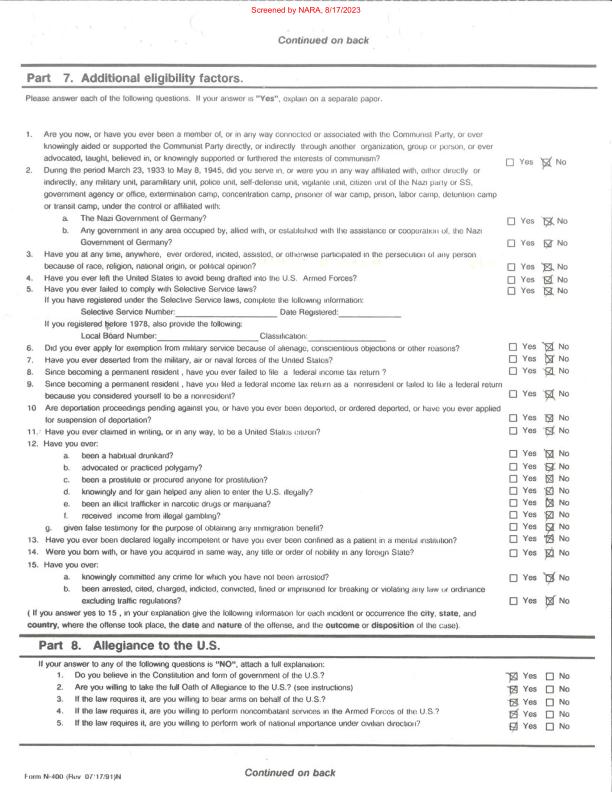 Screened by NARA, 8/17/2023
Continued on back
Part 7. Additional eligibility factors.
Please answer each of the following questions. If your answer is "Yes", explain on a separate paper.
1. Are you now, or have you ever been a member of, or in any way connected or associated with the Communist Party, or ever
knowingly aided or supported the Communist Party directly, or indirectly through another organization, group or person, or ever
advocated, taught, believed in, or knowingly supported or furthered the interests of communism? ☐ Yes ☒ No
2. During the period March 23, 1933 to May 8, 1945, did you serve in, or were you in any way affiliated with, either directly or
indirectly, any military unit, paramilitary unit, police unit, self-defense unit, vigilante unit, citizen unit of the Nazi party or SS,
government agency or office, extermination camp, concentration camp, prisoner of war camp, prison, labor camp, detention camp
or transit camp, under the control or affiliated with:
a. The Nazi Government of Germany? ☐ Yes ☒ No
b. Any government in any area occupied by, allied with, or established with the assistance or cooperation of, the Nazi
Government of Germany? ☐ Yes ☒ No
3. Have you at any time, anywhere, ever ordered, incited, assisted, or otherwise participated in the persecution of any person
because of race, religion, national origin, or political opinion? ☐ Yes ☒ No
4. Have you ever left the United States to avoid being drafted into the U.S. Armed Forces? ☐ Yes ☒ No
5. Have you ever failed to comply with Selective Service laws? ☐ Yes ☒ No
If you have registered under the Selective Service laws, complete the following information:
Selective Service Number: Date Registered:
If you registered before 1978, also provide the following:
Local Board Number: Classification:
6. Did you ever apply for exemption from military service because of alienage, conscientious objections or other reasons? ☐ Yes ☒ No
7. Have you ever deserted from the military, air or naval forces of the United States? ☐ Yes ☒ No
8. Since becoming a permanent resident , have you ever failed to file a federal income tax return ? ☐ Yes ☒ No
9. Since becoming a permanent resident , have you filed a federal income tax return as a nonresident or failed to file a federal return
because you considered yourself to be a nonresident? ☐ Yes ☒ No
10 Are deportation proceedings pending against you, or have you ever been deported, or ordered deported, or have you ever applied
for suspension of deportation? ☐ Yes ☒ No
11. Have you ever claimed in writing, or in any way, to be a United States citizen? ☐ Yes ☒ No
12. Have you ever:
a. been a habitual drunkard? ☐ Yes ☒ No
b. advocated or practiced polygamy? ☐ Yes ☒ No
c. been a prostitute or procured anyone for prostitution? ☐ Yes ☒ No
d. knowingly and for gain helped any alien to enter the U.S. illegally? ☐ Yes ☒ No
e. been an illicit trafficker in narcotic drugs or marijuana? ☐ Yes ☒ No
f. received income from illegal gambling? ☐ Yes ☒ No
g. given false testimony for the purpose of obtaining any immigration benefit? ☐ Yes ☒ No
13. Have you ever been declared legally incompetent or have you ever been confined as a patient in a mental institution? ☐ Yes ☒ No
14. Were you born with, or have you acquired in same way, any title or order of nobility in any foreign State? ☐ Yes ☒ No
15. Have you ever:
a. knowingly committed any crime for which you have not been arrested? ☐ Yes ☒ No
b. been arrested, cited, charged, indicted, convicted, fined or imprisoned for breaking or violating any law or ordinance
excluding traffic regulations? ☐ Yes ☒ No
( If you answer yes to 15 , in your explanation give the following information for each incident or occurrence the city, state, and
country, where the offense took place, the date and nature of the offense, and the outcome or disposition of the case).
Part 8. Allegiance to the U.S.
If your answer to any of the following questions is "NO", attach a full explanation:
1. Do you believe in the Constitution and form of government of the U.S.? ☒ Yes ☐ No
2. Are you willing to take the full Oath of Allegiance to the U.S.? (see instructions) ☒ Yes ☐ No
3. If the law requires it, are you willing to bear arms on behalf of the U.S.? ☒ Yes ☐ No
4. If the law requires it, are you willing to perform noncombatant services in the Armed Forces of the U.S.? ☒ Yes ☐ No
5. If the law requires it, are you willing to perform work of national importance under civilian direction? ☒ Yes ☐ No
Form N-400 (Rev 07/17/91)N
Continued on back